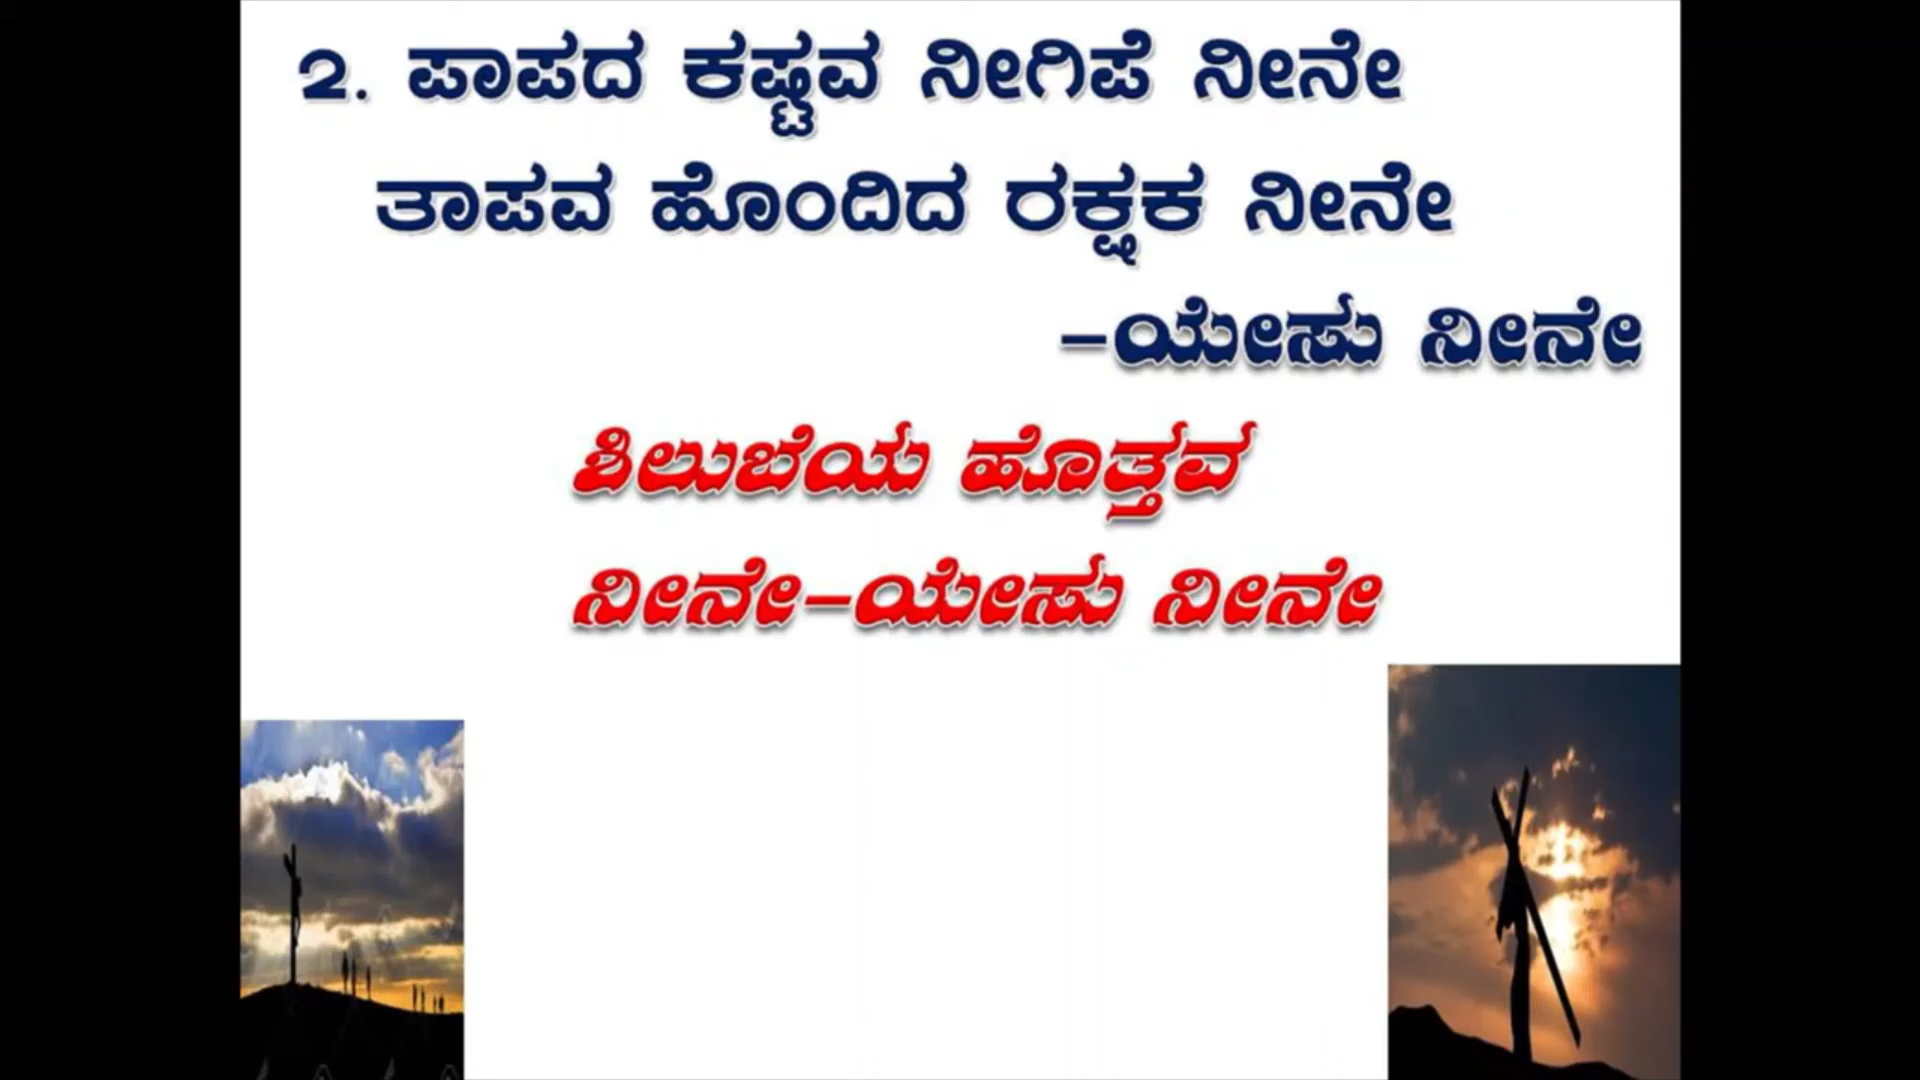 2. ಪಾಪದ ಕಷ್ಟವ ನೀಗಿಪೆ ನೀನೇ
ತಾಪವ ಹೊಂದಿದ ರಕ್ಷಕ ನೀನೇ
-ಯೇಸು ನೀನೇ
ಶಿಲುಬೆಯ ಹೊತ್ತವ
ನೀನೇ-ಯೇಸು ನೀನೇ